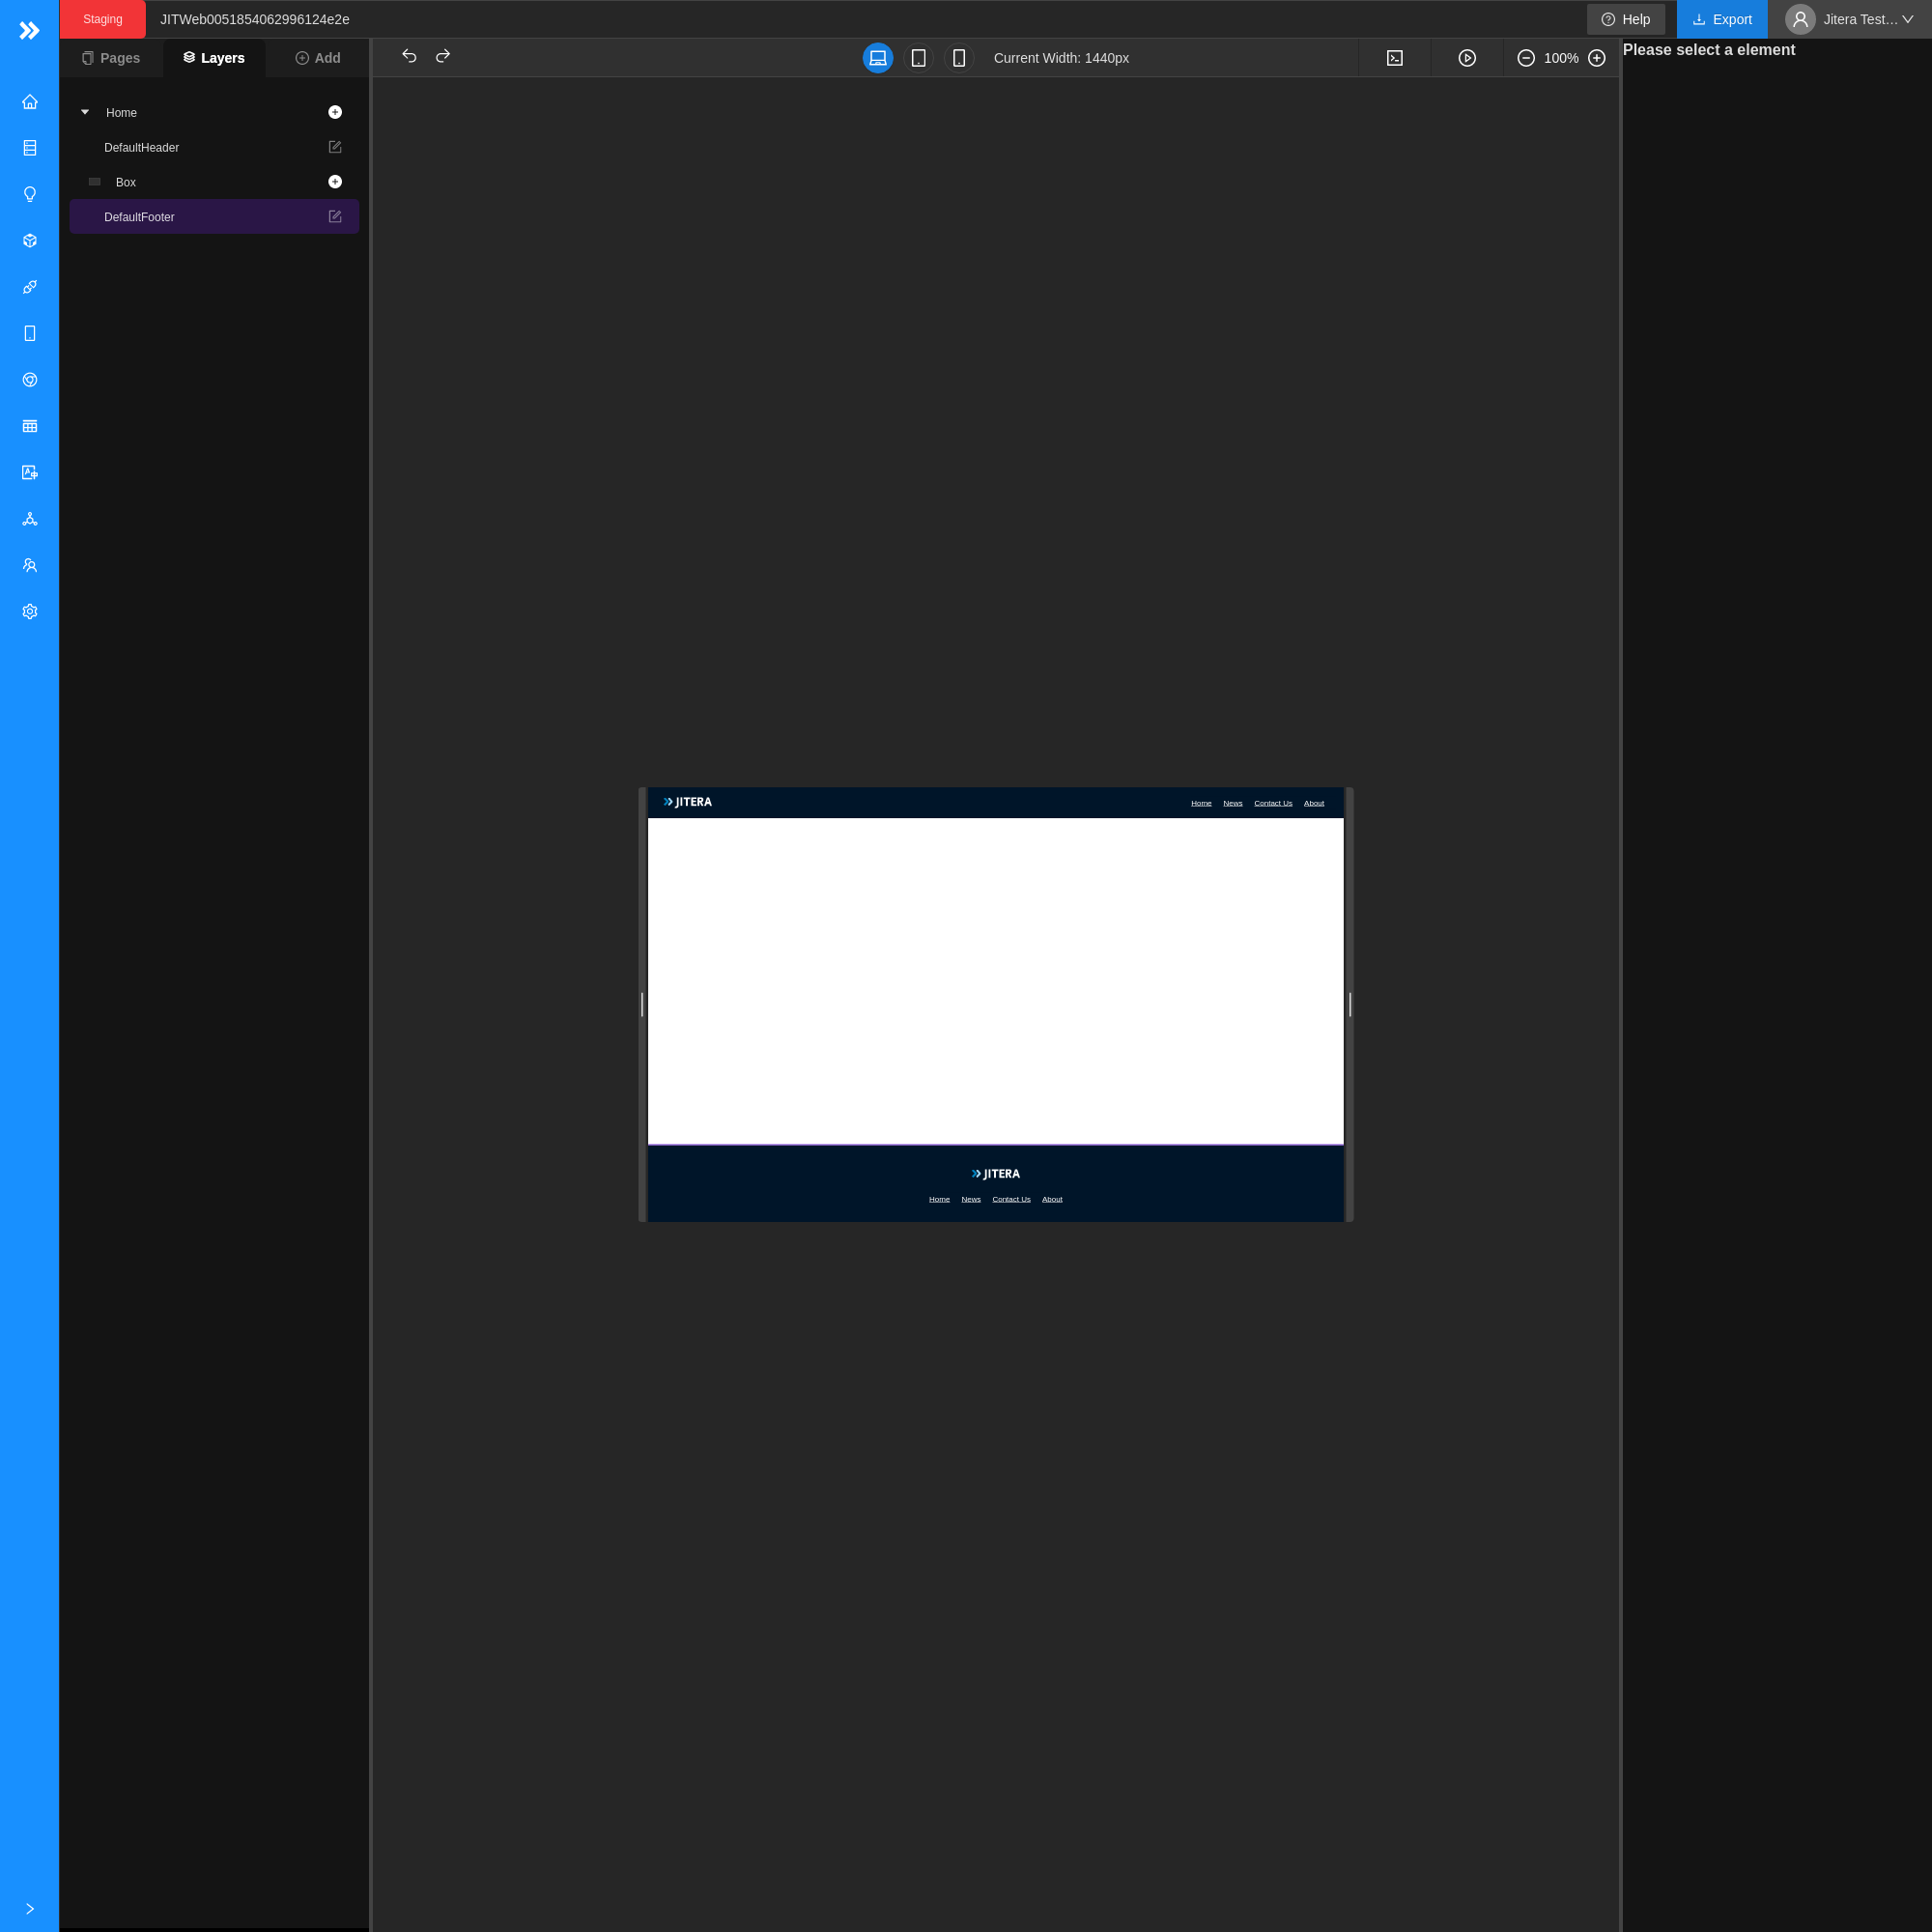 Staging JITWeb0051854062996124e2e Help Export Jitera Test...
Pages Layers Add Current Width: 1440px 100% Please select a element
Home
DefaultHeader
Box
DefaultFooter
JITERA Home News Contact Us About
JITERA
Home News Contact Us About